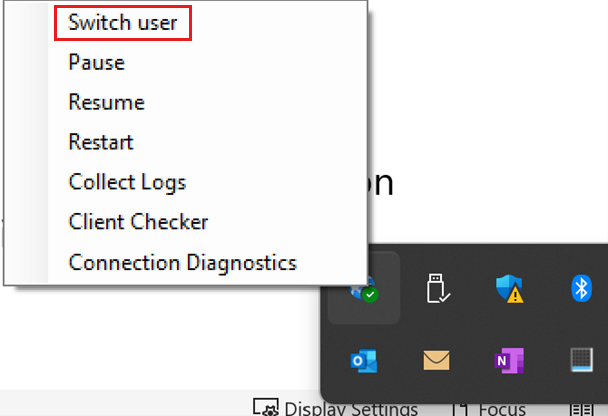 Switch user
Pause
Resume
Restart
Collect Logs
Client Checker
Connection Diagnostics
on
Display Settings
Focus